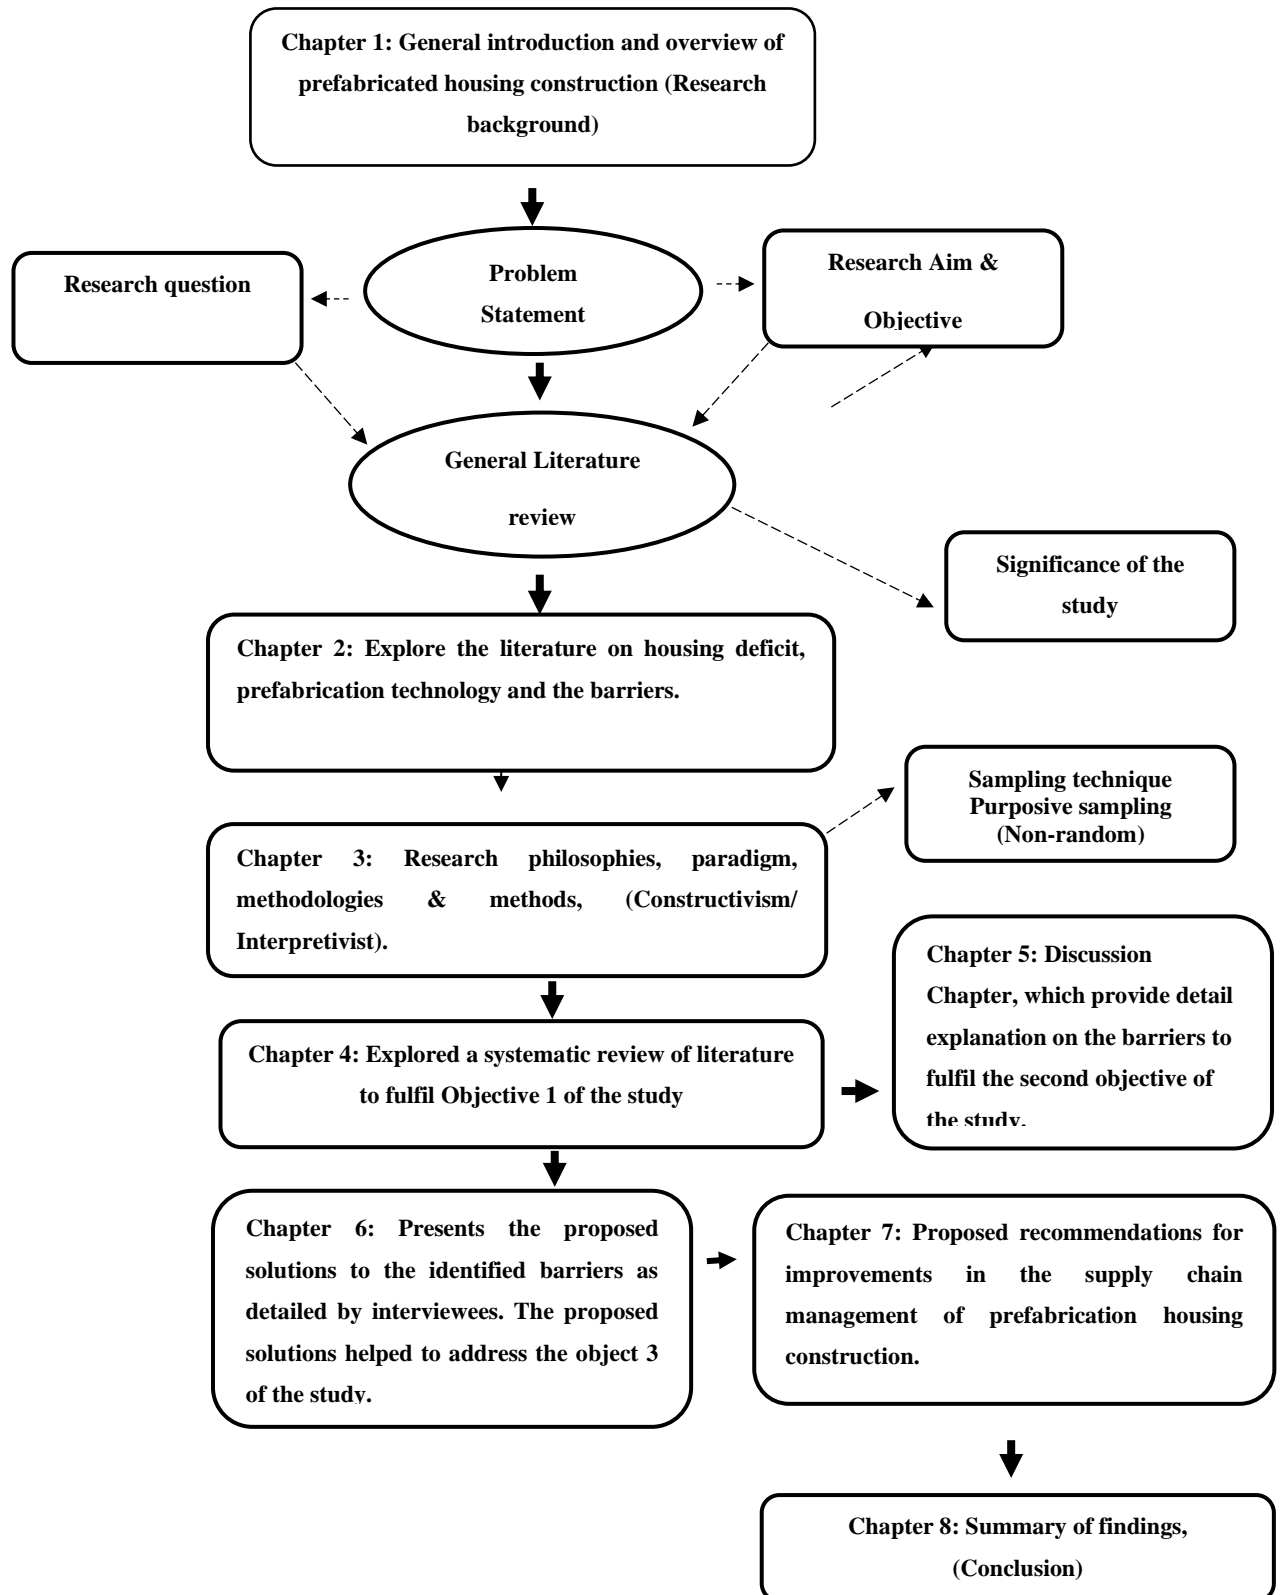 Chapter 1: General introduction and overview of
prefabricated housing construction (Research
background)
Problem
Statement
Research question
Research Aim &
Objective
General Literature
review
Significance of the
study
Chapter 2: Explore the literature on housing deficit,
prefabrication technology and the barriers.
Sampling technique
Purposive sampling
(Non-random)
Chapter 3: Research philosophies, paradigm,
methodologies & methods, (Constructivism/
Interpretivist).
Chapter 4: Explored a systematic review of literature
to fulfil Objective 1 of the study
Chapter 5: Discussion
Chapter, which provide detail
explanation on the barriers to
fulfil the second objective of
the study.
Chapter 6: Presents the proposed
solutions to the identified barriers as
detailed by interviewees. The proposed
solutions helped to address the object 3
of the study.
Chapter 7: Proposed recommendations for
improvements in the supply chain
management of prefabrication housing
construction.
Chapter 8: Summary of findings,
(Conclusion)